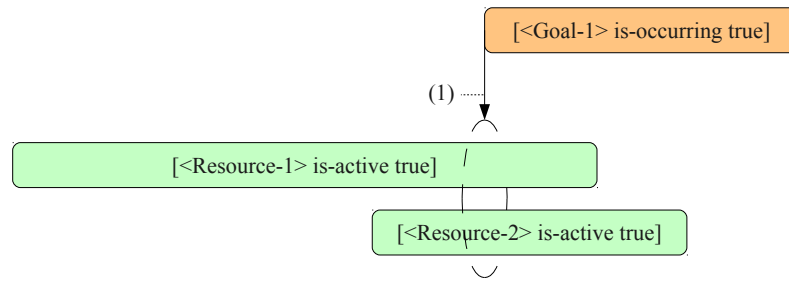 [<Goal-1> is-occurring true]
(1)
[<Resource-1> is-active true]
[<Resource-2> is-active true]